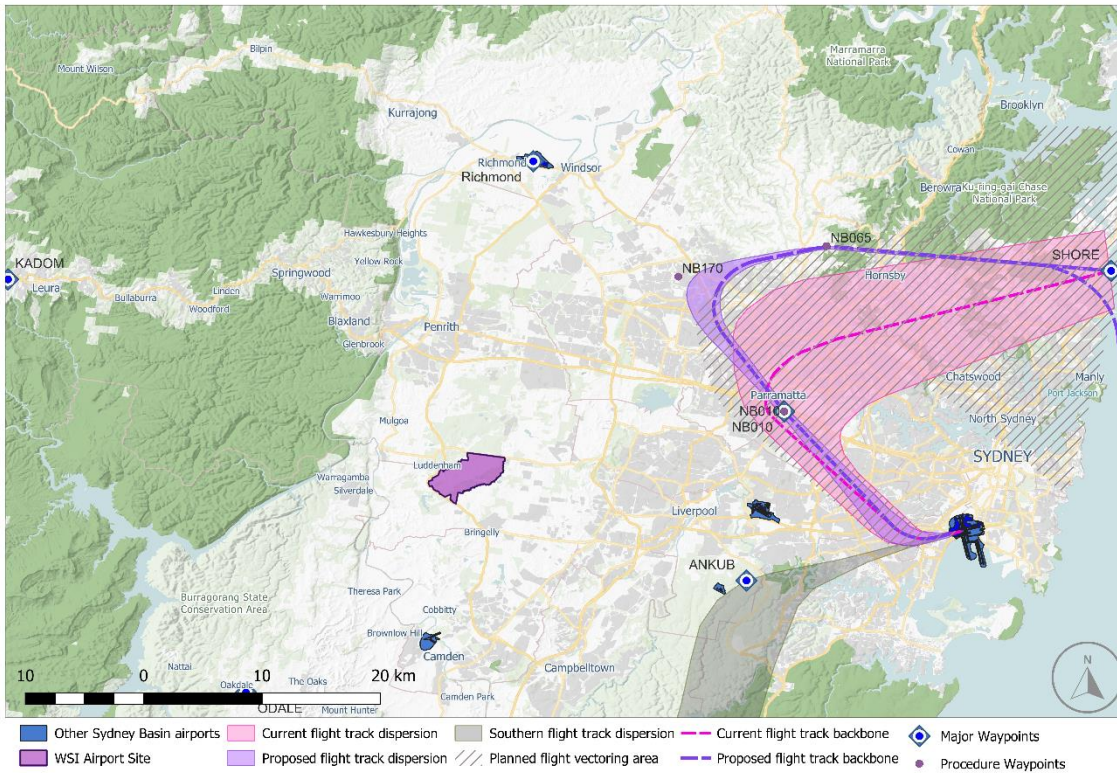 Bilpin
Mount Wilson
Marramarra
National Park
Brooklyn
Kurrajong
Cowan
Richmond
Richmond
Windsor
Berowra
Ku-ring-gai Chase
National Park
Hawkesbury Heights
NB065
SHORE
KADOM
Leura
Yellow Rock
Springwood
NB170
Hornsby
Linden
Bullaburra
Woodford
Warrimoo
Blaxland
Glenbrook
Penrith
Chatswood
Manly
Port Jackson
Parramatta
NB010
NB010
North Sydney
Mulgoa
SYDNEY
Luddenham
Warragamba
Silverdale
Liverpool
Bringelly
ANKUB
Burragorang State
Conservation Area
Theresa Park
Cobbitty
Brownlow Hill
Camden
Nattai
Oakdale
The Oaks
Campbelltown
Camden Park
Mount Hunter
ODALE
10 0 10 20 km
N
Other Sydney Basin airports
Current flight track dispersion
Southern flight track dispersion
Current flight track backbone
Major Waypoints
WSI Airport Site
Proposed flight track dispersion
Planned flight vectoring area
Proposed flight track backbone
Procedure Waypoints